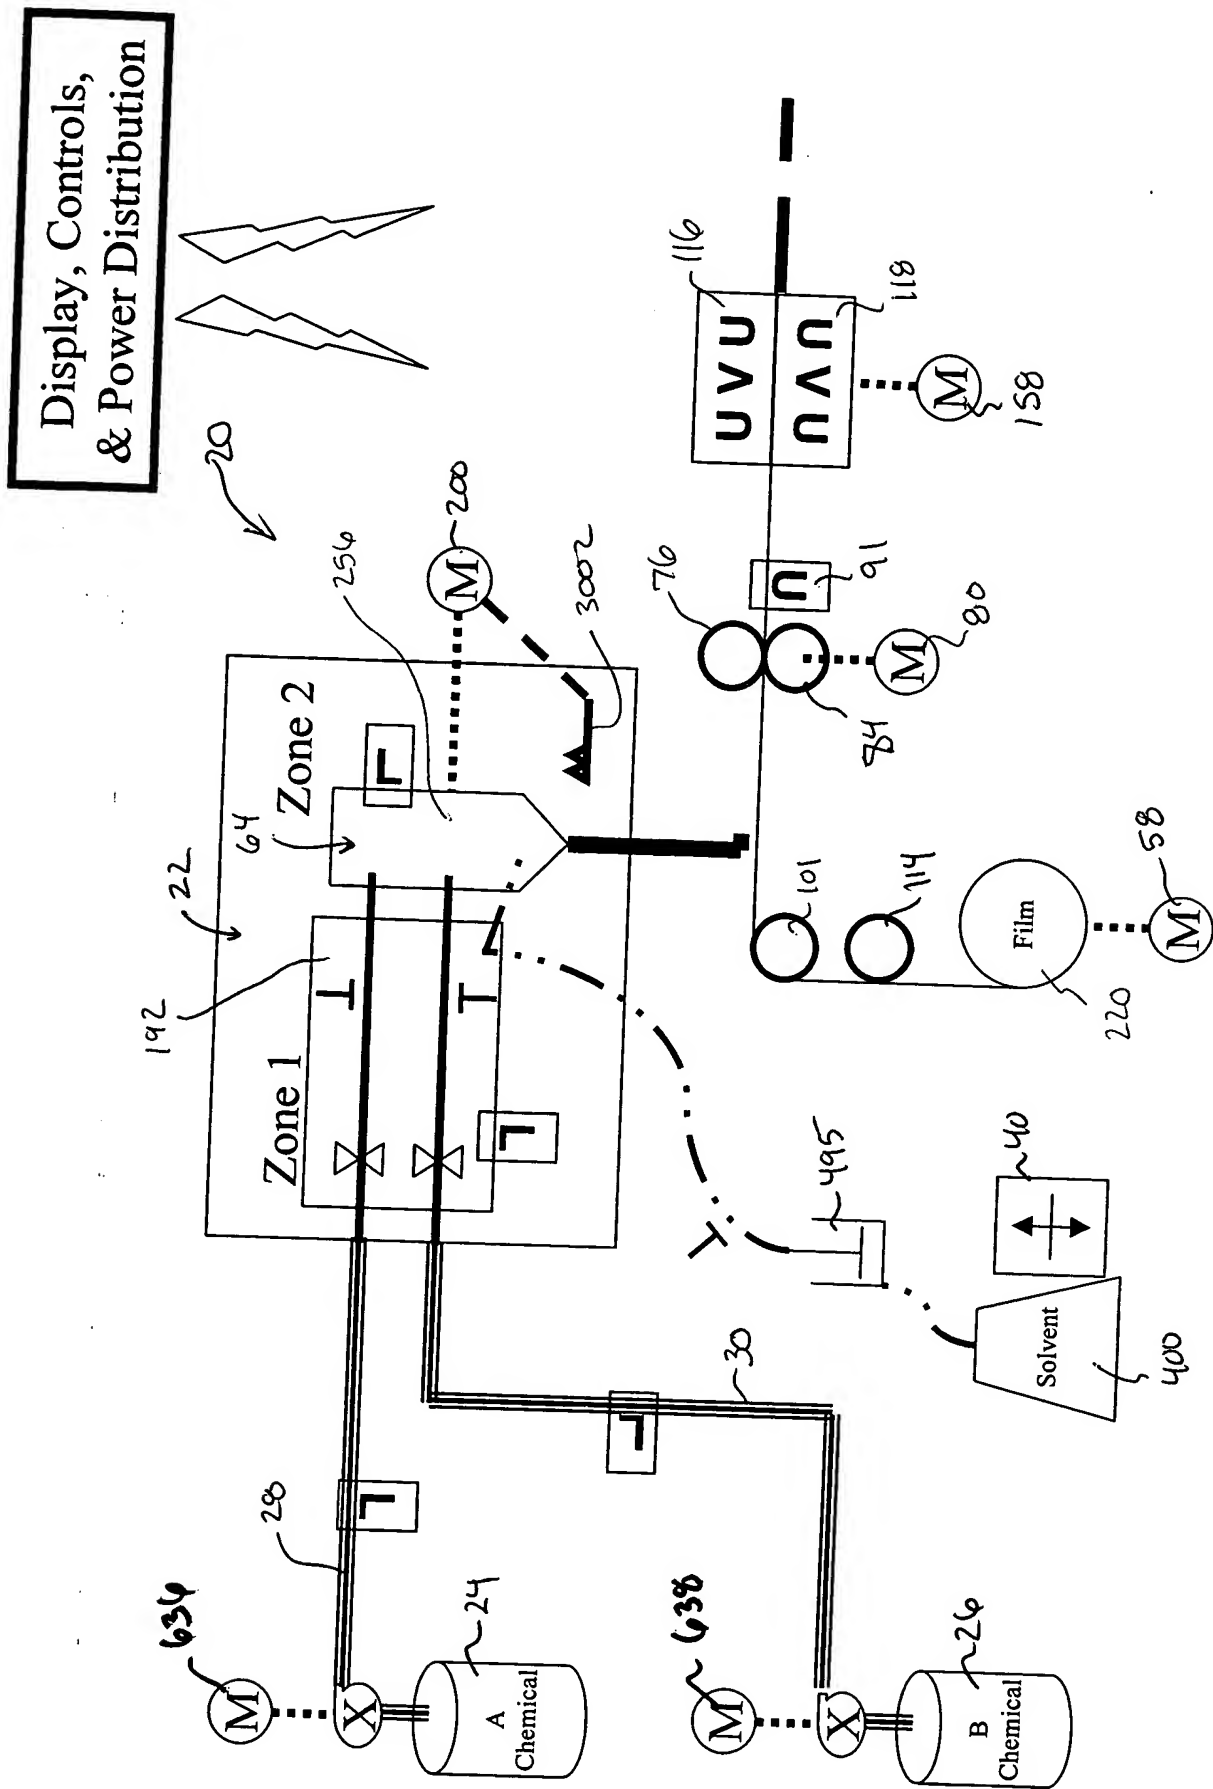 Display, Controls,
& Power Distribution
20
22
192
64
256
Zone 1
Zone 2
M
200
3002
634
M
X
28
24
A
Chemical
638
M
X
30
26
B
Chemical
495
40
Solvent
400
Film
220
M
58
101
114
76
84
M
80
91
116
118
M
158
U V U
U V U
U